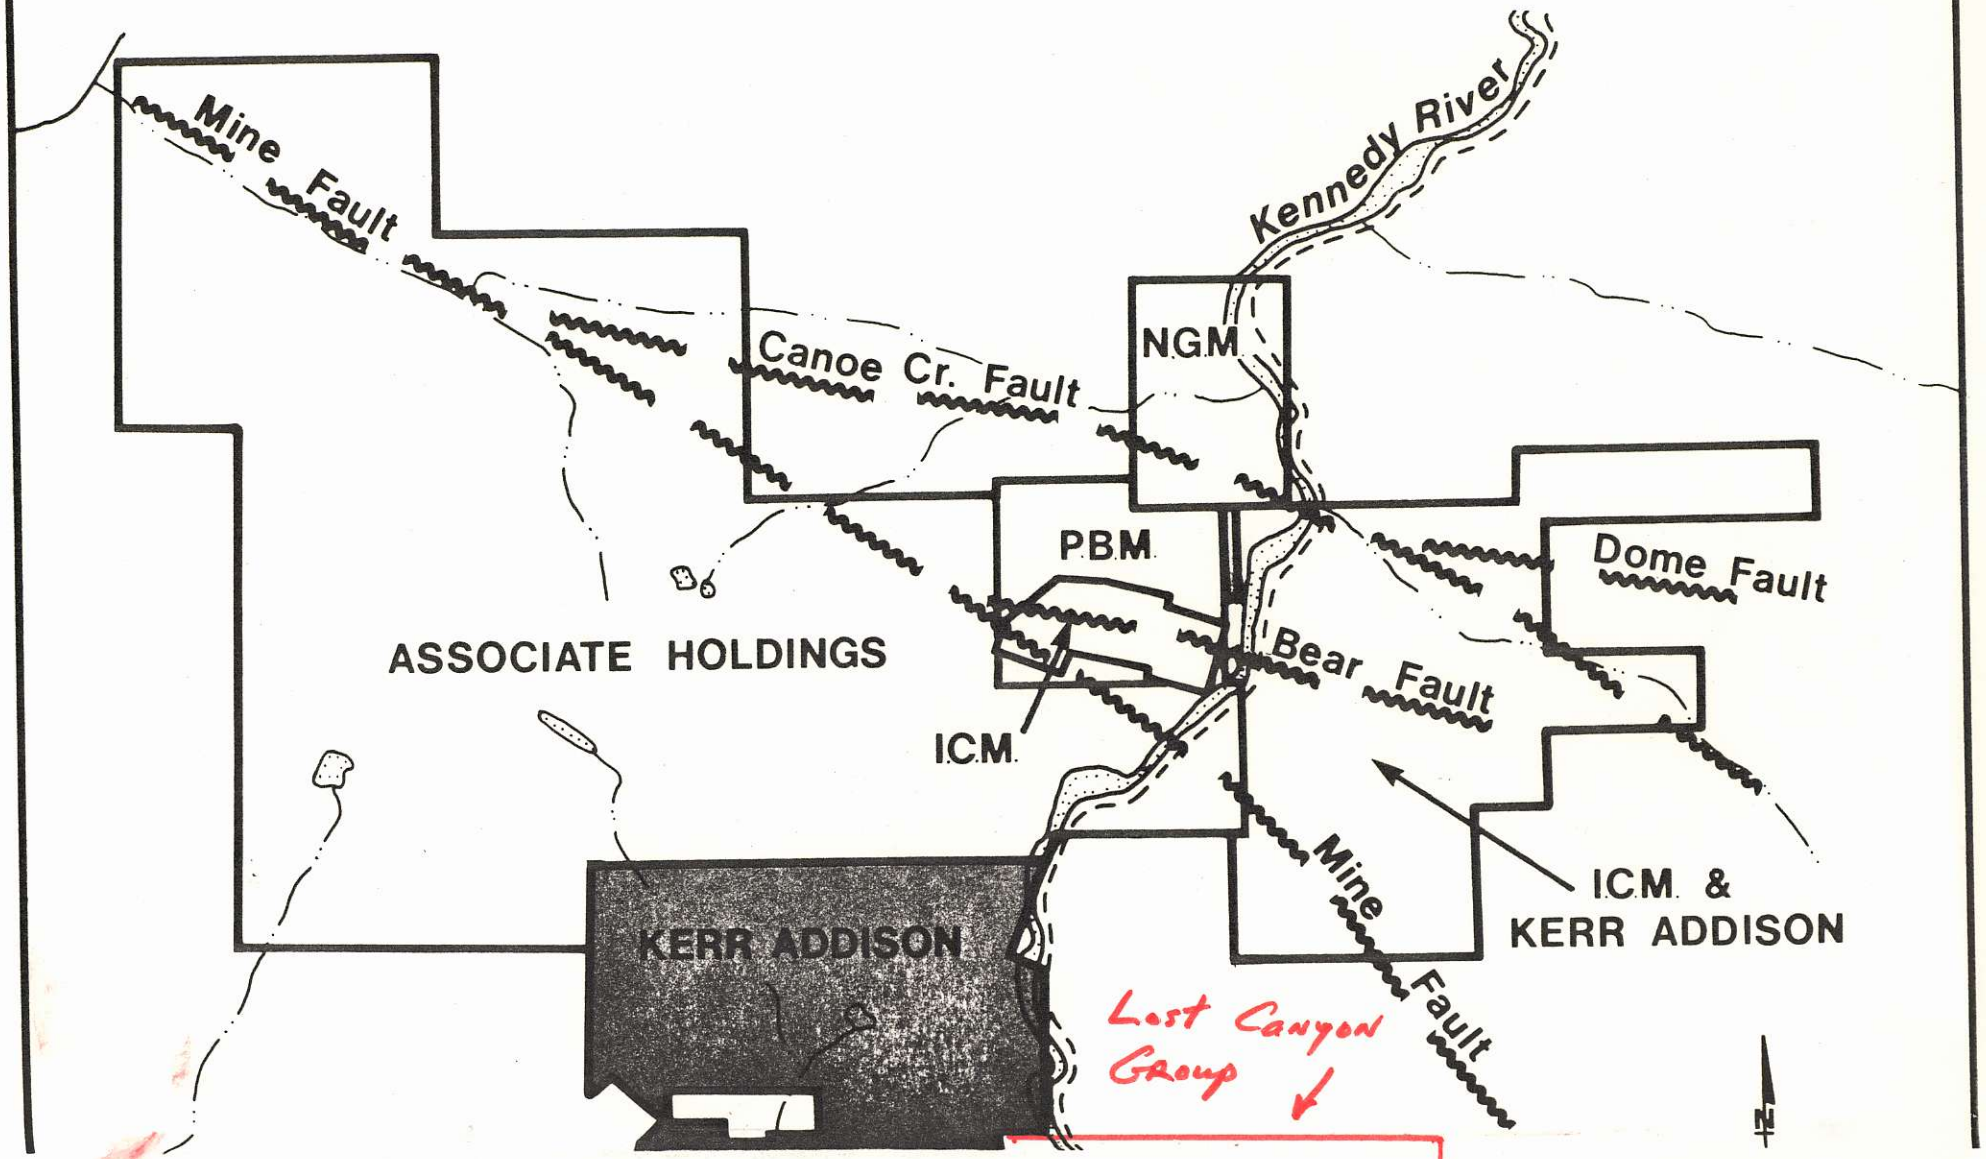 Kennedy River
Mine Fault
N.G.M.
Canoe Cr. Fault
P.B.M.
Dome Fault
ASSOCIATE HOLDINGS
Bear Fault
I.C.M.
Mine Fault
I.C.M. &
KERR ADDISON
KERR ADDISON
Lost Canyon
Group
N